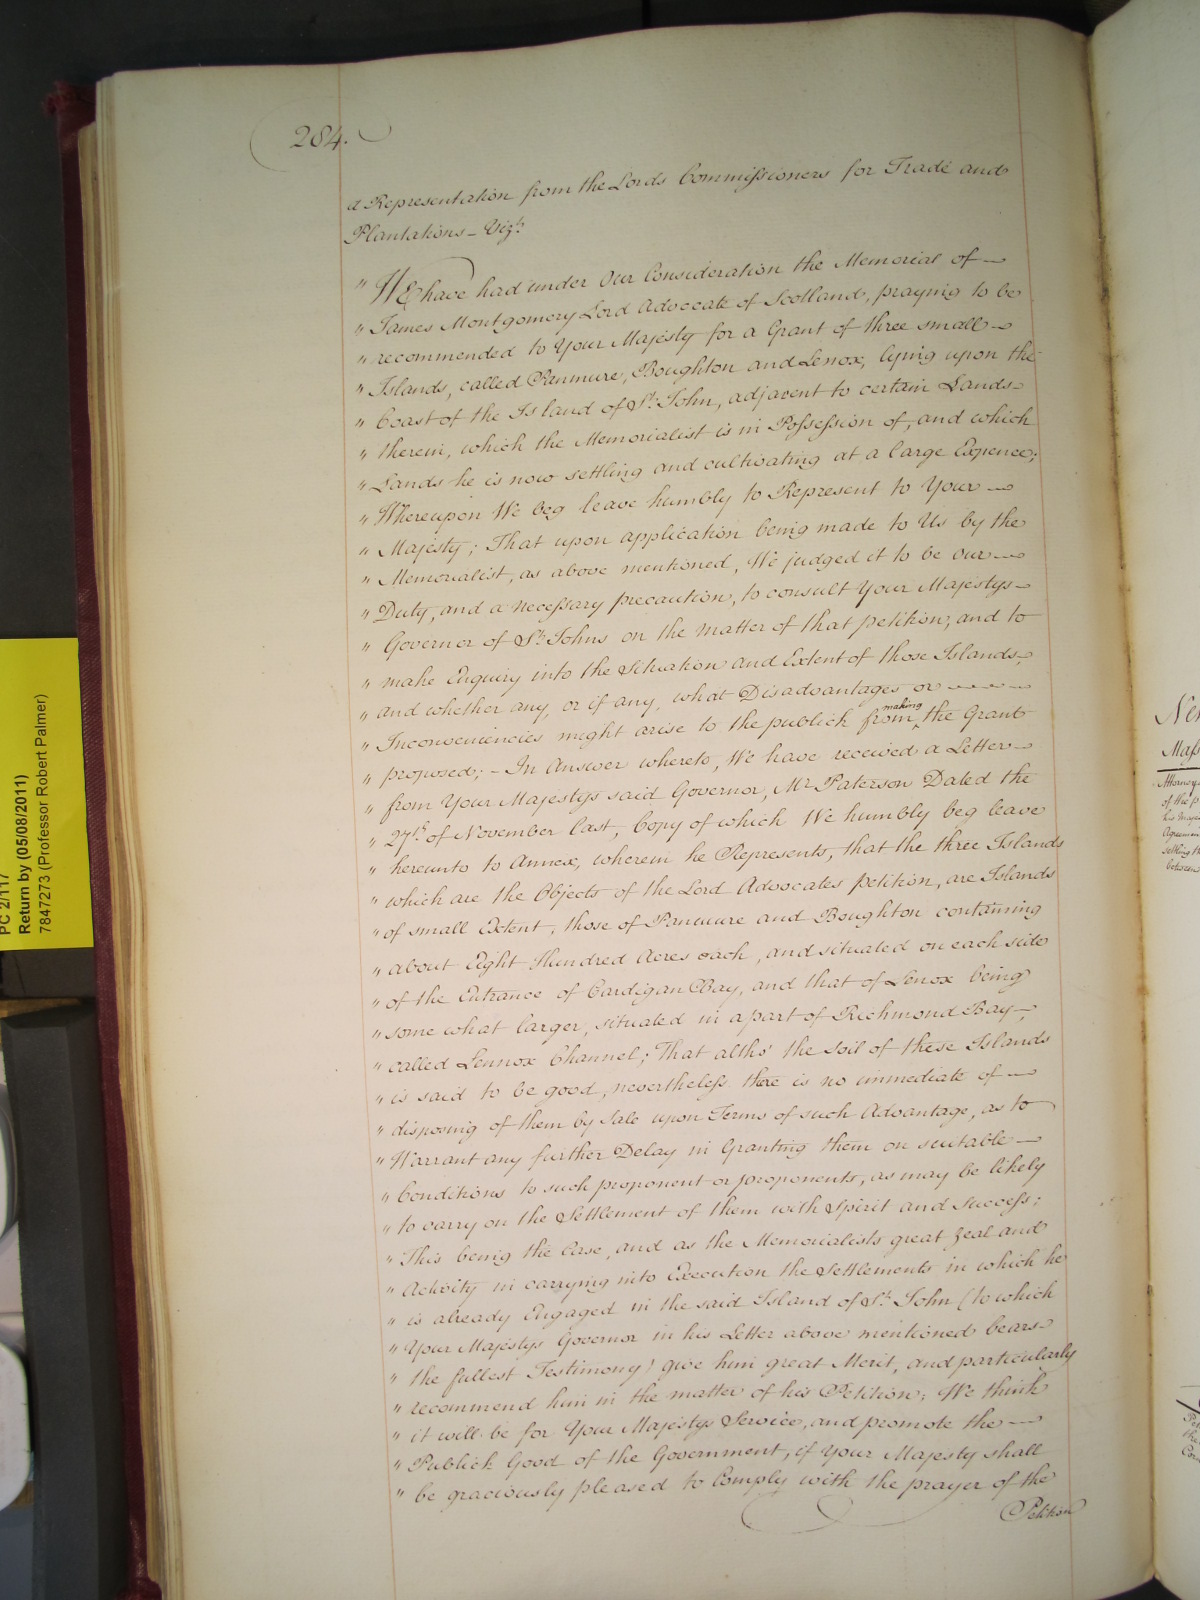 284.
a Representation from the Lords Commissioners for Trade and
Plantations – Vizt.
" We have had under Our Consideration the Memorial of
" James Montgomery Lord Advocate of Scotland, praying to be
" recommended to Your Majesty for a Grant of three small
" Islands, called Panmure, Boughton and Lenox, lying upon the
" Coast of the Island of St. John, adjacent to certain Lands
" therein, which the Memorialist is in Possession of, and which
" Lands he is now settling and cultivating at a large Expence;
" Whereupon We beg leave humbly to Represent to Your
" Majesty; That upon application being made to Us by the
" Memorialist, as above mentioned, We judged it to be our
" Duty, and a necessary precaution, to consult Your Majestys
" Governor of St. Johns on the matter of that petition, and to
" make Enquiry into the Situation and Extent of those Islands,
" and whether any, or if any, what Disadvantages or
" Inconveniencies might arise to the publick from making the Grant
" proposed; – In Answer whereto, We have received a Letter
" from Your Majestys said Governor, Mr. Paterson Dated the
" 27th of November last, Copy of which We humbly beg leave
" hereunto to Annex, wherein he Represents, that the three Islands
" which are the Objects of the Lord Advocates petition, are Islands
" of small Extent, those of Panmure and Boughton containing
" about Eight Hundred Acres each, and situated on each side
" of the Entrance of Cardigan Bay, and that of Lenox being
" some what larger, situated in a part of Richmond Bay,
" called Lennox Channel; That altho' the Soil of these Islands
" is said to be good, nevertheless there is no immediate of
" disposing of them by Sale upon Terms of such Advantage, as to
" Warrant any further Delay in Granting them on suitable
" Conditions to such proponent or proponents, as may be likely
" to carry on the Settlement of them with Spirit and Success;
" This being the Case, and as the Memorialists great Zeal and
" Activity in carrying into Execution the Settlements in which he
" is already Engaged in the said Island of St. John (to which
" Your Majestys Governor in his Letter above mentioned bears
" the fullest Testimony) give him great Merit, and particularly
" recommend him in the matter of his Petition; We think
" it will be for Your Majestys Service, and promote the
" Publick Good of the Government, if Your Majesty shall
" be graciously pleased to Comply with the prayer of the
Petition
PC 2/117
Return by (05/08/2011)
7847273 (Professor Robert Palmer)